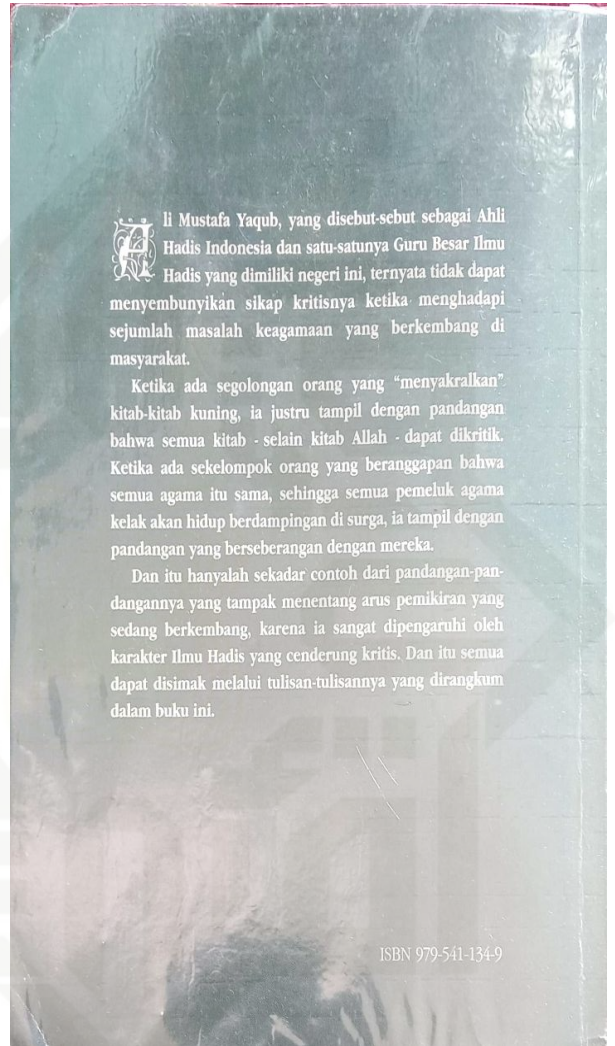 Ali Mustafa Yaqub, yang disebut-sebut sebagai Ahli
Hadis Indonesia dan satu-satunya Guru Besar Ilmu
Hadis yang dimiliki negeri ini, ternyata tidak dapat
menyembunyikan sikap kritisnya ketika menghadapi
sejumlah masalah keagamaan yang berkembang di
masyarakat.
Ketika ada segolongan orang yang “menyakralkan”
kitab-kitab kuning, ia justru tampil dengan pandangan
bahwa semua kitab - selain kitab Allah - dapat dikritik.
Ketika ada sekelompok orang yang beranggapan bahwa
semua agama itu sama, sehingga semua pemeluk agama
kelak akan hidup berdampingan di surga, ia tampil dengan
pandangan yang berseberangan dengan mereka.
Dan itu hanyalah sekadar contoh dari pandangan-pan-
dangannya yang tampak menentang arus pemikiran yang
sedang berkembang, karena ia sangat dipengaruhi oleh
karakter Ilmu Hadis yang cenderung kritis. Dan itu semua
dapat disimak melalui tulisan-tulisannya yang dirangkum
dalam buku ini.
ISBN 979-541-134-9